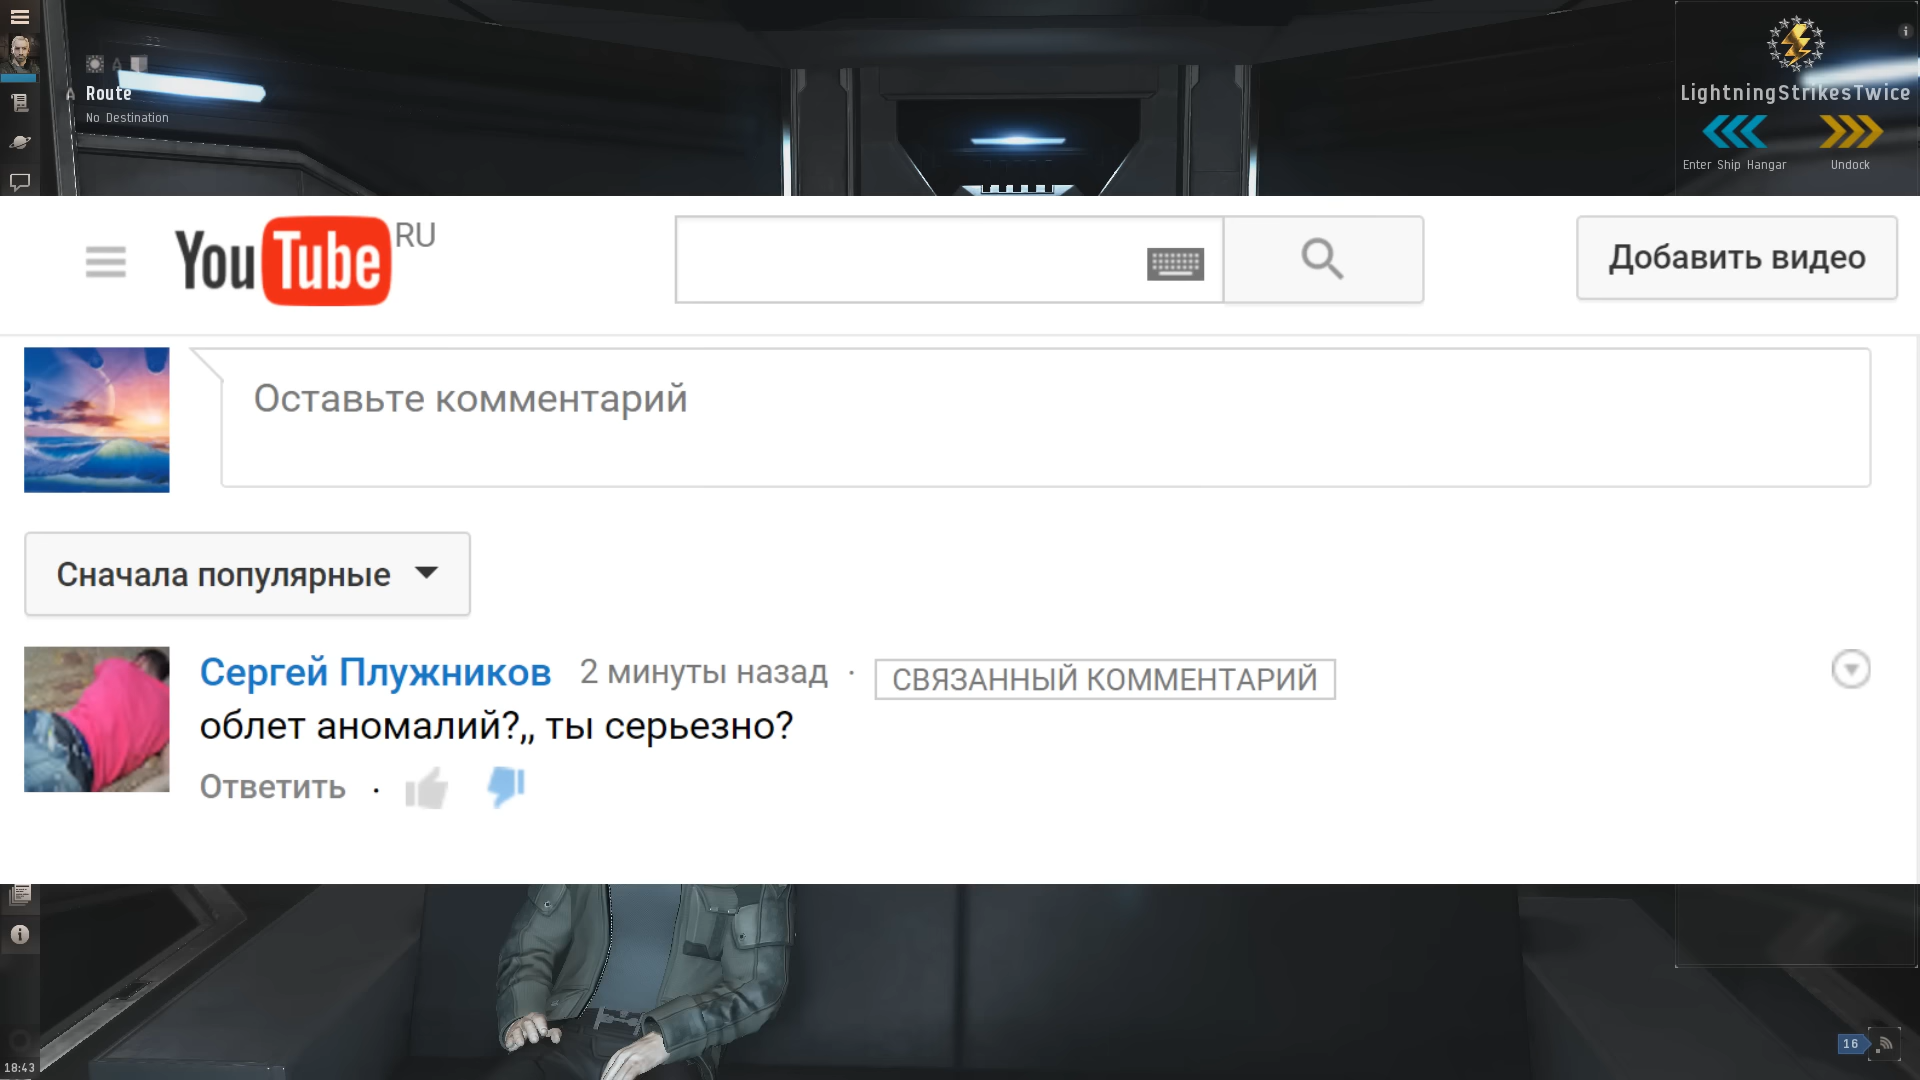 Route
No Destination
LightningStrikesTwice
Enter Ship Hangar
Undock
YouTube RU
Добавить видео
Оставьте комментарий
Сначала популярные
Сергей Плужников 2 минуты назад · СВЯЗАННЫЙ КОММЕНТАРИЙ
облет аномалий?,, ты серьезно?
Ответить ·
16
18:43